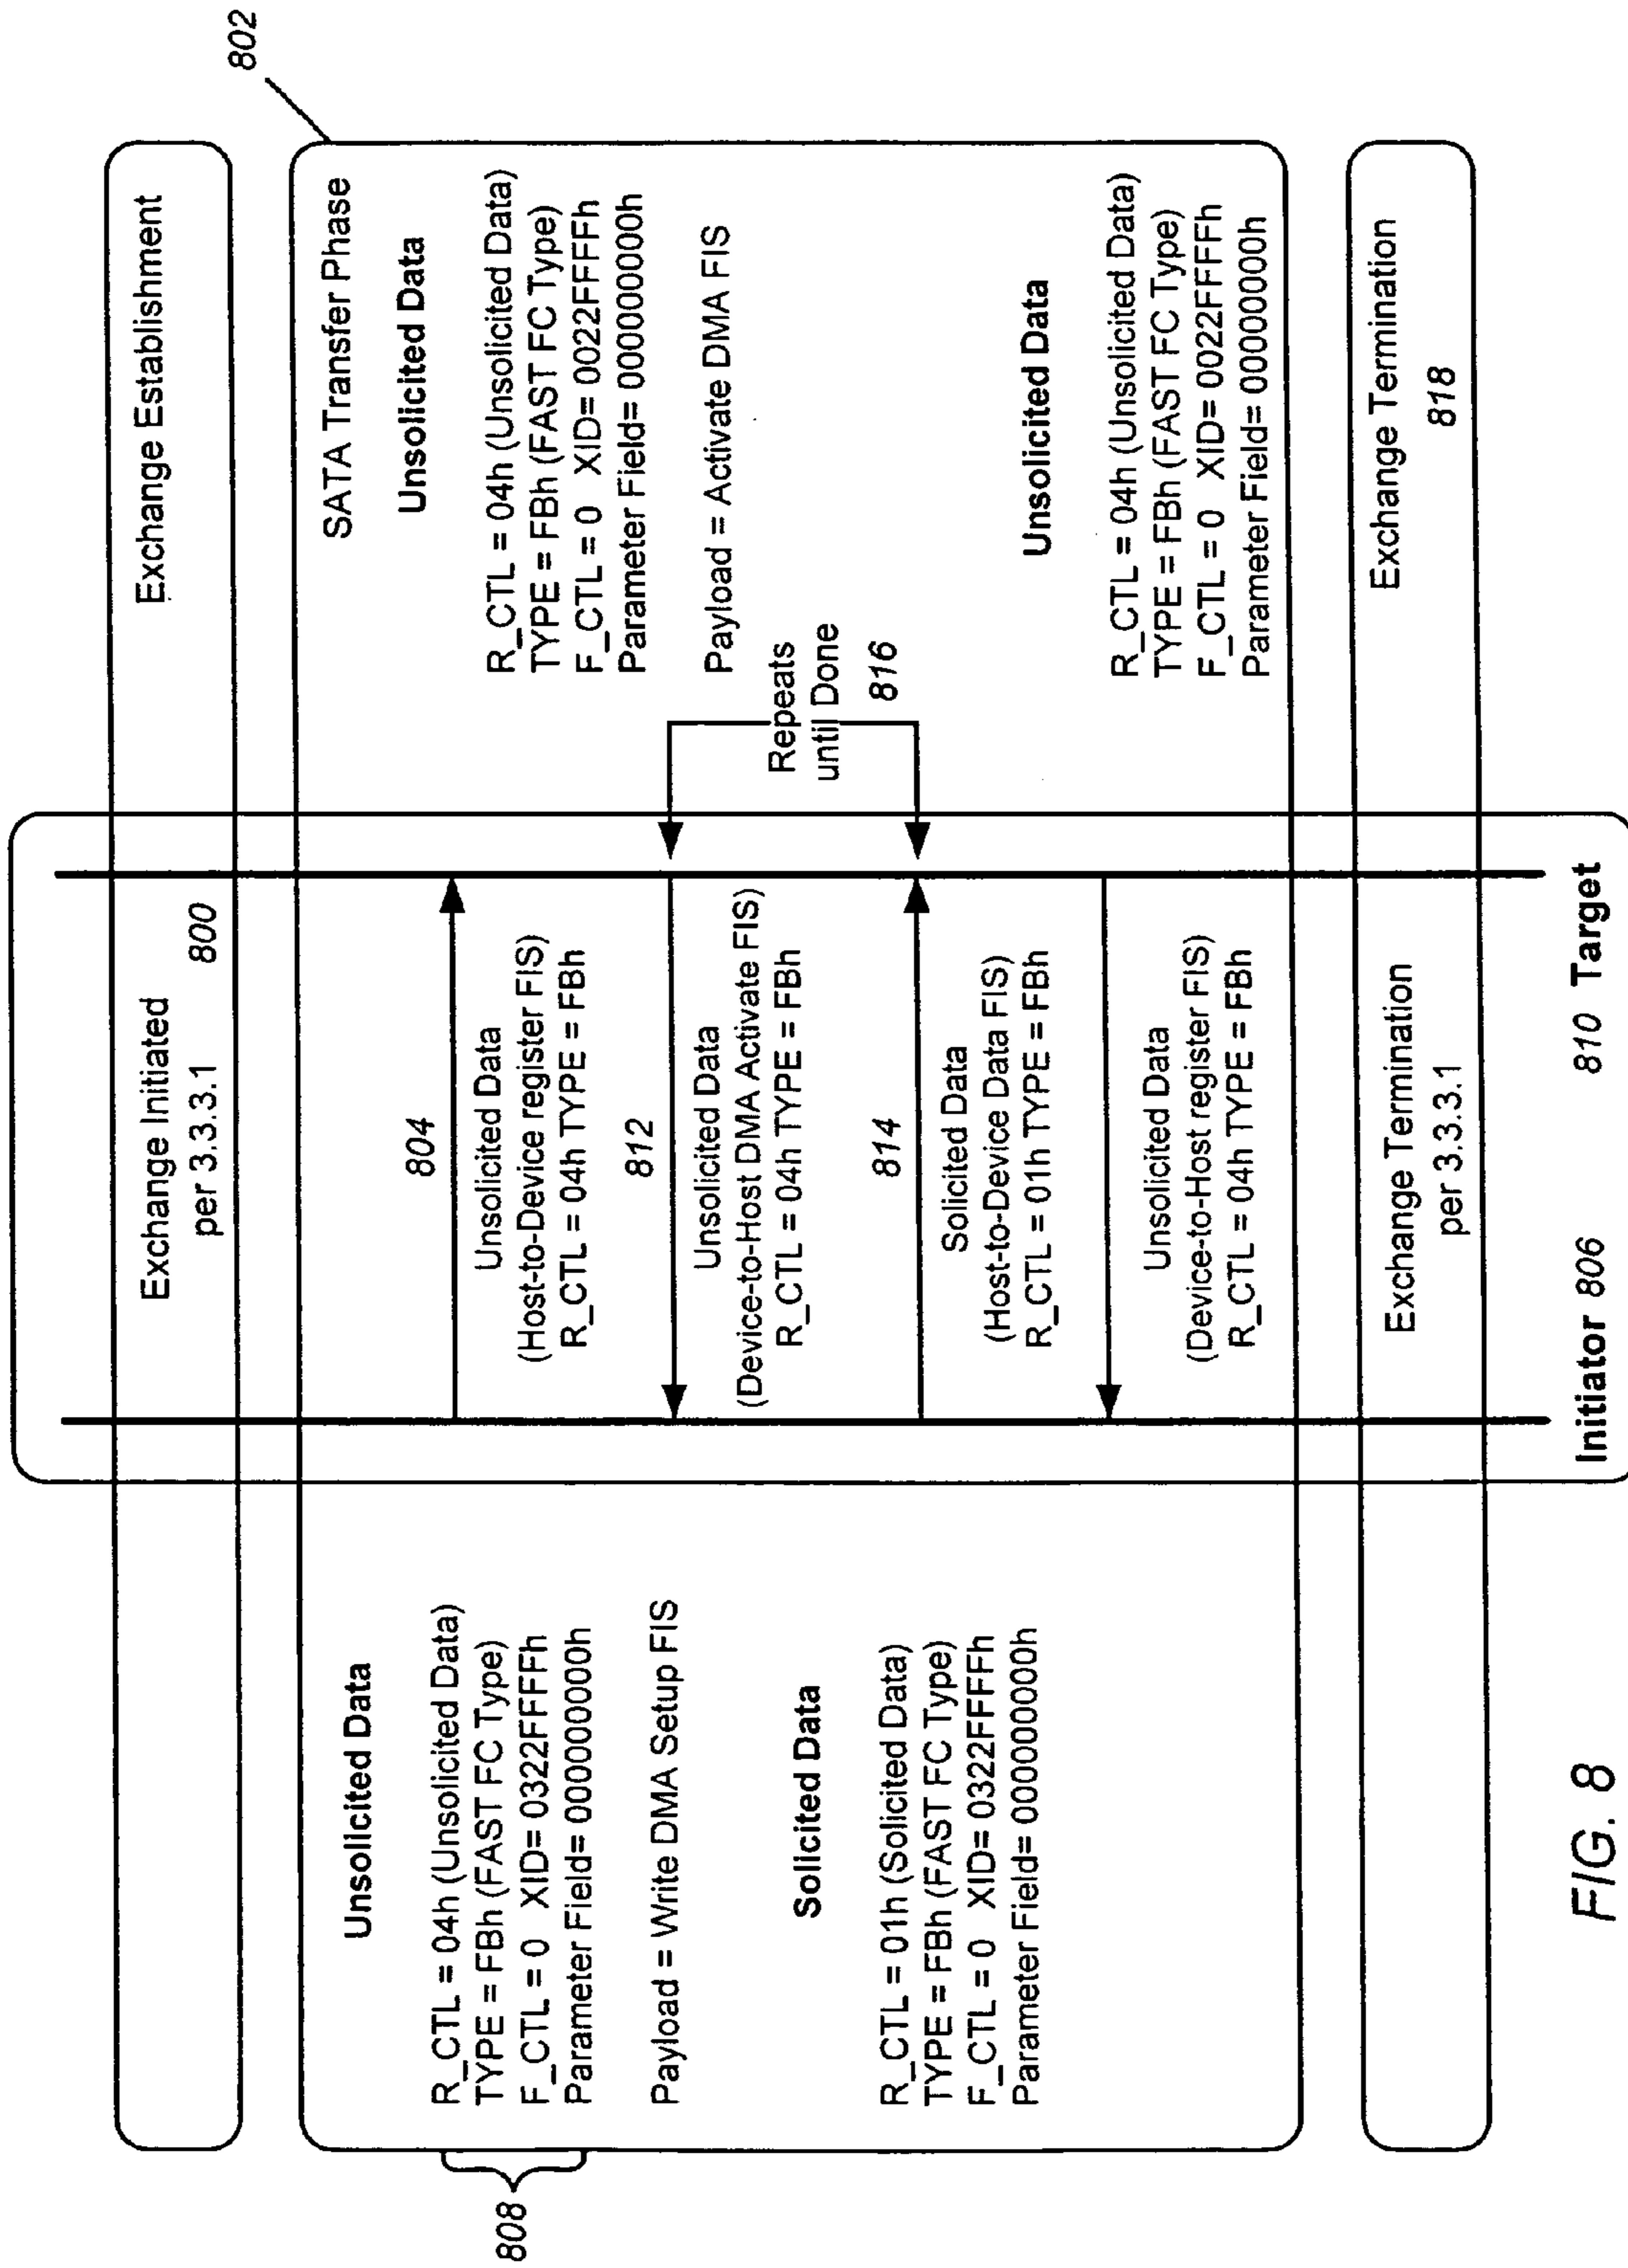 802
Exchange Initiated
per 3.3.3.1
800
Exchange Establishment
SATA Transfer Phase
Unsolicited Data
R_CTL = 04h (Unsolicited Data)
TYPE = FBh (FAST FC Type)
F_CTL = 0 XID= 0322FFFFh
Parameter Field= 00000000h
808
Payload = Write DMA Setup FIS
Solicited Data
R_CTL = 01h (Solicited Data)
TYPE = FBh (FAST FC Type)
F_CTL = 0 XID= 0322FFFFh
Parameter Field= 00000000h
804
Unsolicited Data
(Host-to-Device register FIS)
R_CTL = 04h TYPE = FBh
812
Unsolicited Data
(Device-to-Host DMA Activate FIS)
R_CTL = 04h TYPE = FBh
814
Solicited Data
(Host-to-Device Data FIS)
R_CTL = 01h TYPE = FBh
Unsolicited Data
(Device-to-Host register FIS)
R_CTL = 04h TYPE = FBh
Unsolicited Data
R_CTL = 04h (Unsolicited Data)
TYPE = FBh (FAST FC Type)
F_CTL = 0 XID= 0022FFFFh
Parameter Field= 00000000h
Payload = Activate DMA FIS
Repeats
until Done
816
Unsolicited Data
R_CTL = 04h (Unsolicited Data)
TYPE = FBh (FAST FC Type)
F_CTL = 0 XID= 0022FFFFh
Parameter Field= 00000000h
Exchange Termination
per 3.3.3.1
Exchange Termination
818
Initiator 806
810 Target
FIG. 8